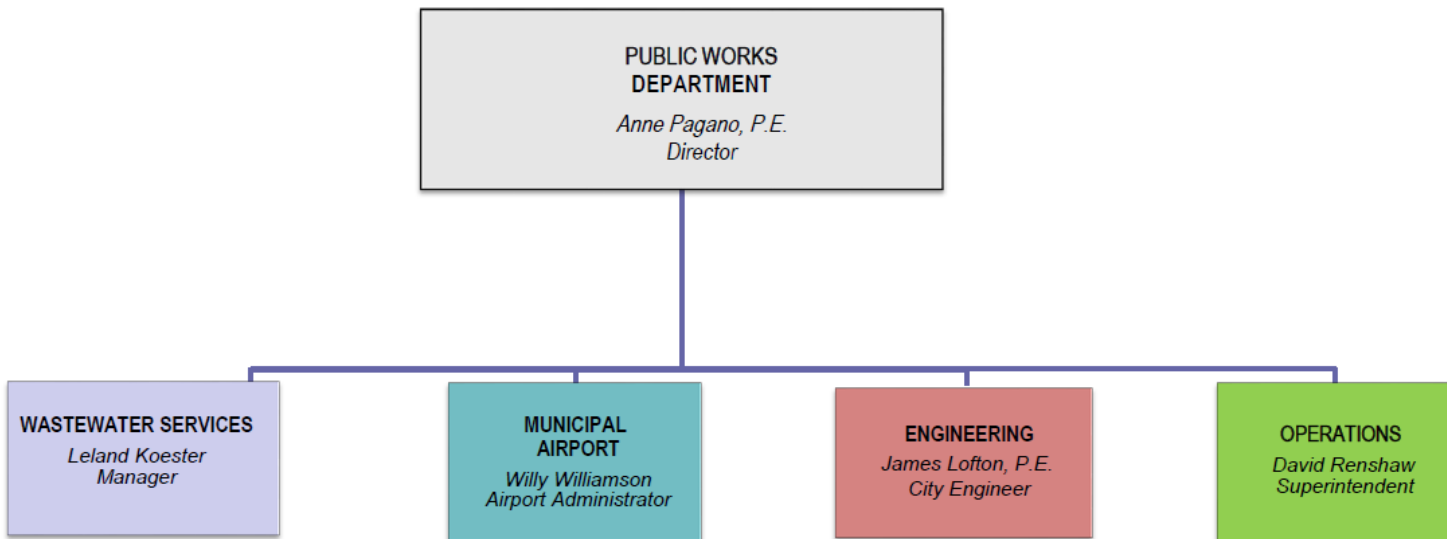 PUBLIC WORKS
DEPARTMENT
Anne Pagano, P.E.
Director
WASTEWATER SERVICES
Leland Koester
Manager
MUNICIPAL
AIRPORT
Willy Williamson
Airport Administrator
ENGINEERING
James Lofton, P.E.
City Engineer
OPERATIONS
David Renshaw
Superintendent